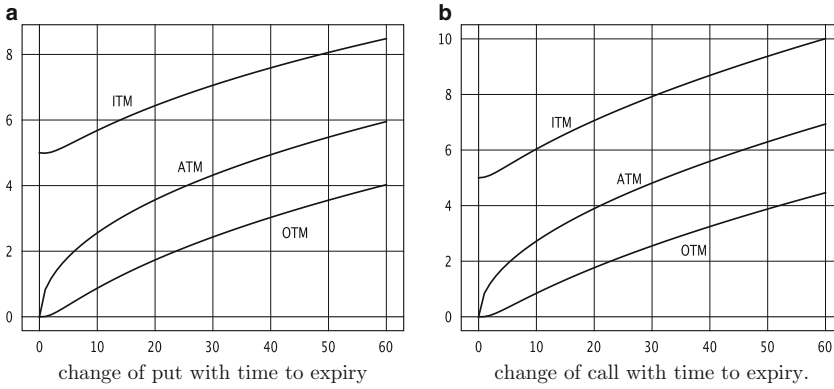 a
8
6
4
2
0
ITM
ATM
OTM
0 10 20 30 40 50 60
change of put with time to expiry
b
10
8
6
4
2
0
ITM
ATM
OTM
0 10 20 30 40 50 60
change of call with time to expiry.